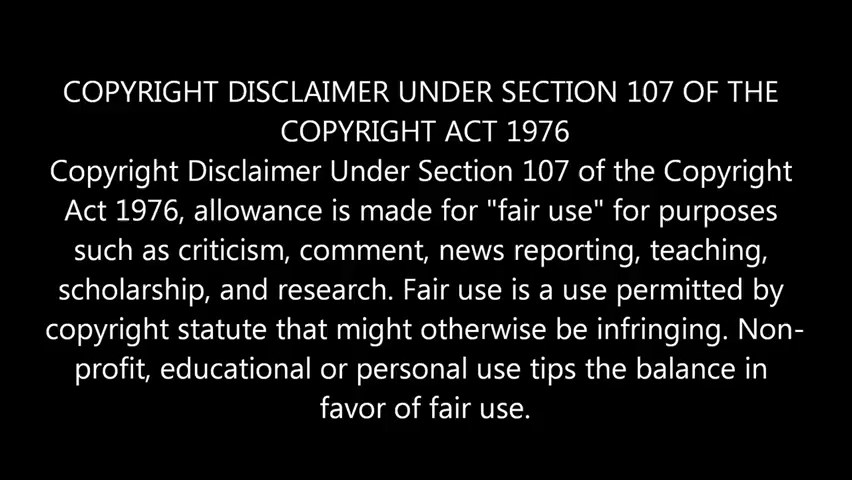 COPYRIGHT DISCLAIMER UNDER SECTION 107 OF THE
COPYRIGHT ACT 1976
Copyright Disclaimer Under Section 107 of the Copyright
Act 1976, allowance is made for "fair use" for purposes
such as criticism, comment, news reporting, teaching,
scholarship, and research. Fair use is a use permitted by
copyright statute that might otherwise be infringing. Non-
profit, educational or personal use tips the balance in
favor of fair use.